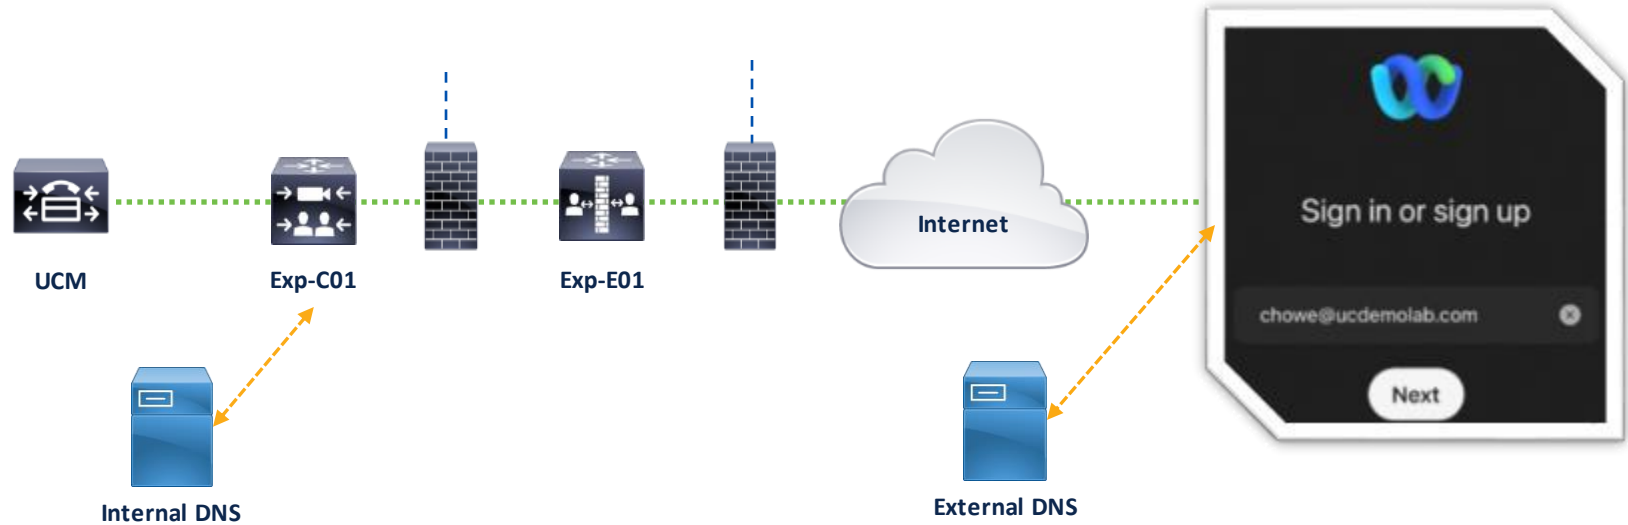 UCM
Exp-C01
Exp-E01
Internet
Sign in or sign up
chowe@ucdemolab.com
Next
Internal DNS
External DNS